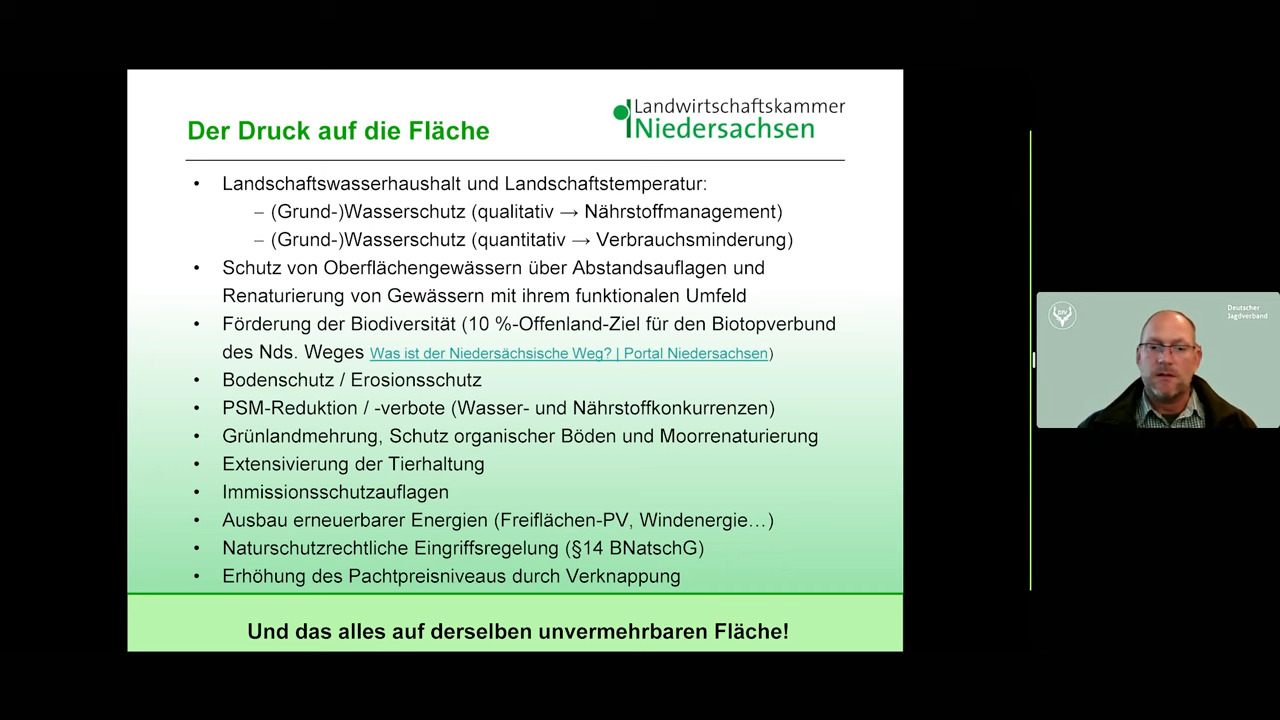 Der Druck auf die Fläche
Landwirtschaftskammer
Niedersachsen
• Landschaftswasserhaushalt und Landschaftstemperatur:
– (Grund-)Wasserschutz (qualitativ → Nährstoffmanagement)
– (Grund-)Wasserschutz (quantitativ → Verbrauchsminderung)
• Schutz von Oberflächengewässern über Abstandsauflagen und
Renaturierung von Gewässern mit ihrem funktionalen Umfeld
• Förderung der Biodiversität (10 %-Offenland-Ziel für den Biotopverbund
des Nds. Weges Was ist der Niedersächsische Weg? | Portal Niedersachsen)
• Bodenschutz / Erosionsschutz
• PSM-Reduktion / -verbote (Wasser- und Nährstoffkonkurrenzen)
• Grünlandmehrung, Schutz organischer Böden und Moorrenaturierung
• Extensivierung der Tierhaltung
• Immissionsschutzauflagen
• Ausbau erneuerbarer Energien (Freiflächen-PV, Windenergie…)
• Naturschutzrechtliche Eingriffsregelung (§14 BNatschG)
• Erhöhung des Pachtpreisniveaus durch Verknappung
Und das alles auf derselben unvermehrbaren Fläche!
DJV
Deutscher
Jagdverband